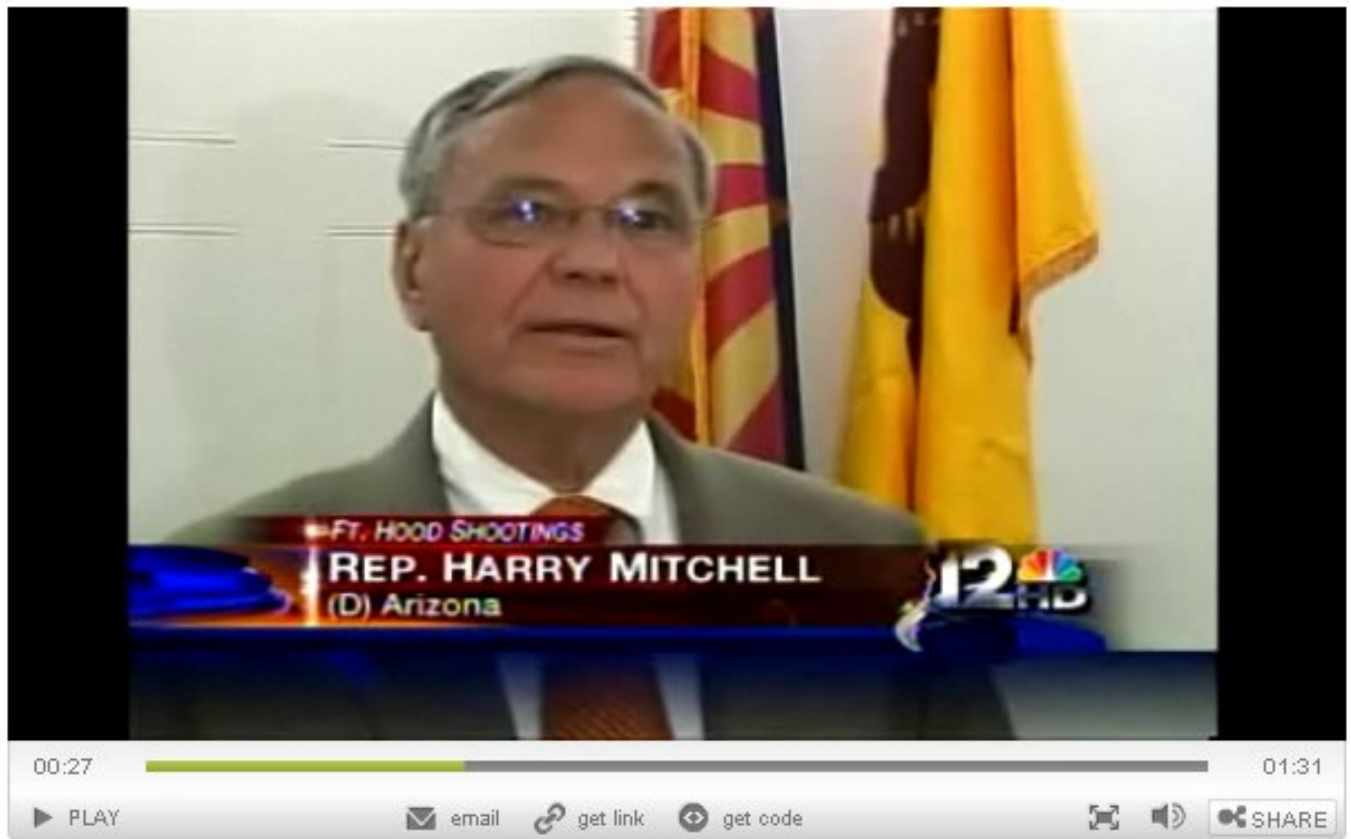 FT. HOOD SHOOTINGS
REP. HARRY MITCHELL
(D) Arizona
12 HD
00:27
01:31
PLAY
email
get link
get code
SHARE